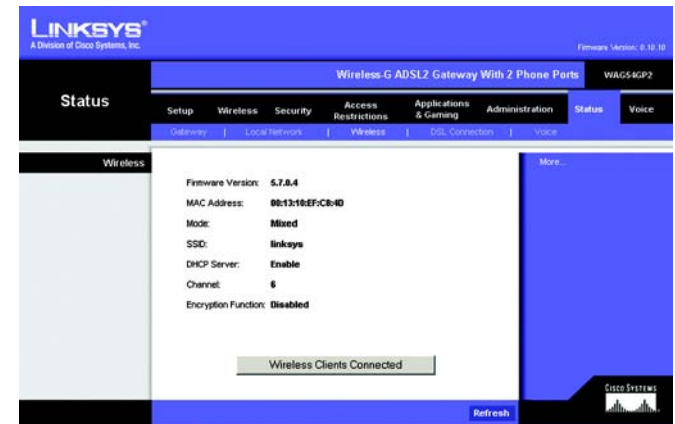 LINKSYS®
A Division of Cisco Systems, Inc.
Firmware Version: 0.10.10
Wireless-G ADSL2 Gateway With 2 Phone Ports WAG54GP2
Status
Setup Wireless Security Access Restrictions Applications & Gaming Administration Status Voice
Gateway | Local Network | Wireless | DSL Connection | Voice
Wireless
More...
Firmware Version: 5.7.0.4
MAC Address: 00:13:10:EF:C8:4D
Mode: Mixed
SSID: linksys
DHCP Server: Enable
Channel: 6
Encryption Function: Disabled
Wireless Clients Connected
Refresh
CISCO SYSTEMS